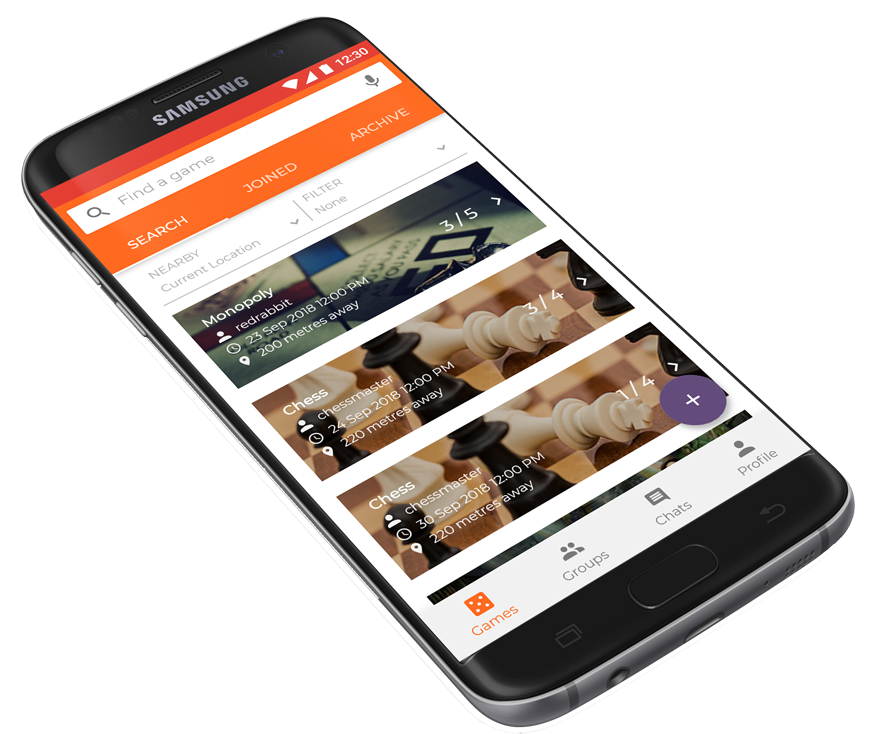 SAMSUNG
12:30
Find a game
SEARCH
JOINED
ARCHIVE
NEARBY
Current Location
FILTER
None
Monopoly
3 / 5
redrabbit
23 Sep 2018 12:00 PM
200 metres away
Chess
3 / 4
chessmaster
24 Sep 2018 12:00 PM
220 metres away
Chess
1 / 4
chessmaster
30 Sep 2018 12:00 PM
220 metres away
+
Games
Groups
Chats
Profile